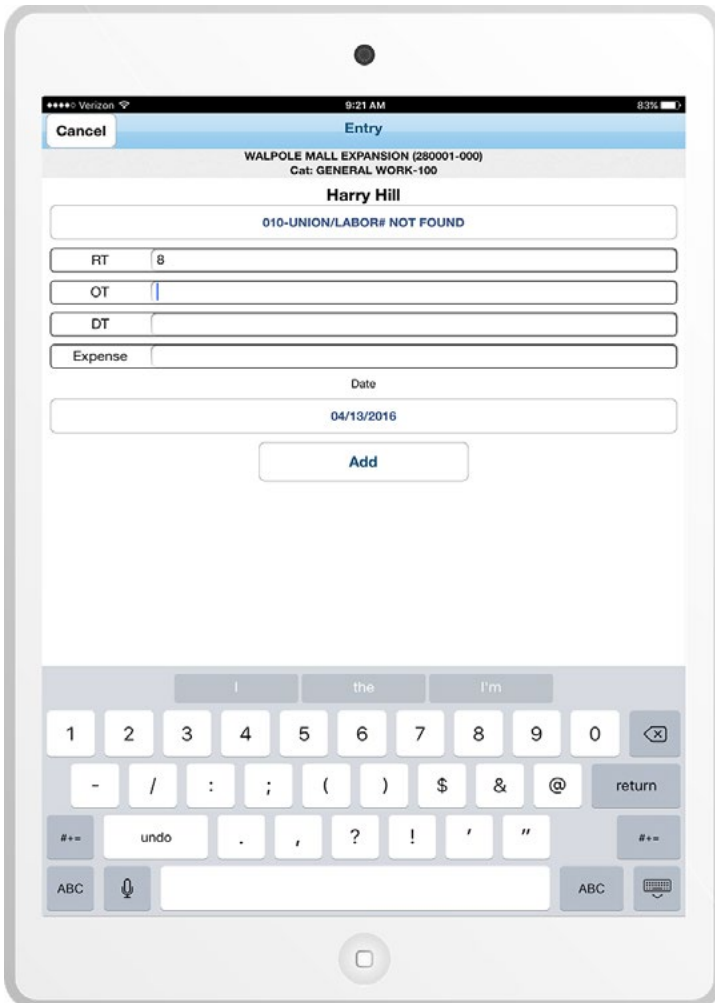 Verizon 9:21 AM 83%
Cancel Entry
WALPOLE MALL EXPANSION (280001-000)
Cat: GENERAL WORK-100
Harry Hill
010-UNION/LABOR# NOT FOUND
RT 8
OT
DT
Expense
Date
04/13/2016
Add
I the I'm
1 2 3 4 5 6 7 8 9 0
- / : ; ( ) $ & @ return
#+= undo . , ? ! ' " #+=
ABC ABC